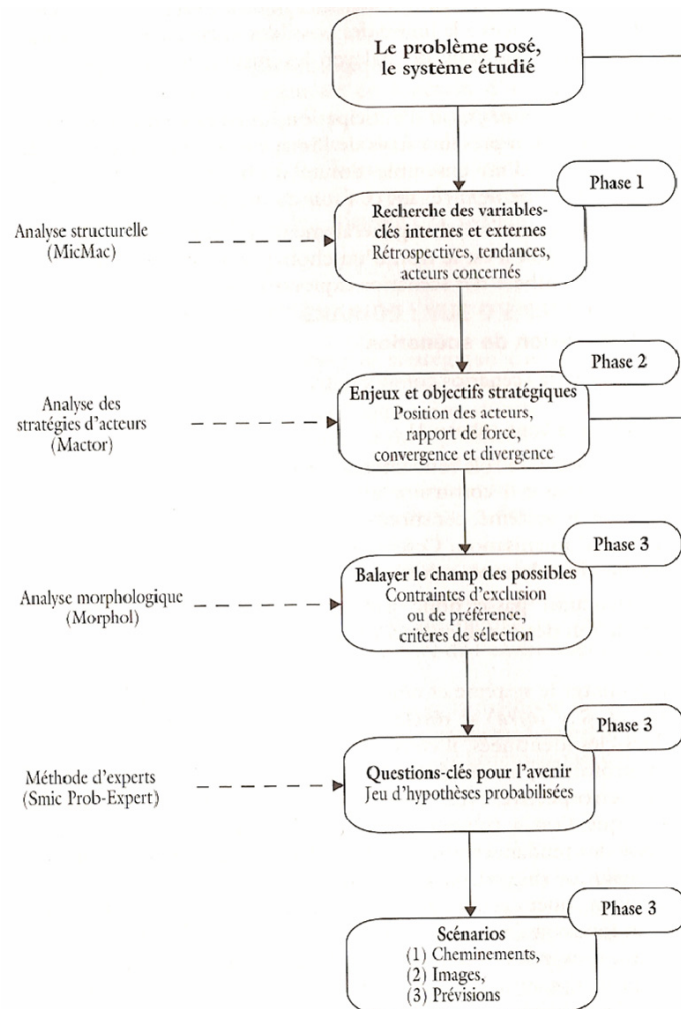 Le problème posé,
le système étudié
Phase 1
Recherche des variables-
clés internes et externes
Rétrospectives, tendances,
acteurs concernés
Analyse structurelle
(MicMac)
Phase 2
Enjeux et objectifs stratégiques
Position des acteurs,
rapport de force,
convergence et divergence
Analyse des
stratégies d'acteurs
(Mactor)
Phase 3
Balayer le champ des possibles
Contraintes d'exclusion
ou de préférence,
critères de sélection
Analyse morphologique
(Morphol)
Phase 3
Questions-clés pour l'avenir
Jeu d'hypothèses probabilisées
Méthode d'experts
(Smic Prob-Expert)
Phase 3
Scénarios
(1) Cheminements,
(2) Images,
(3) Prévisions